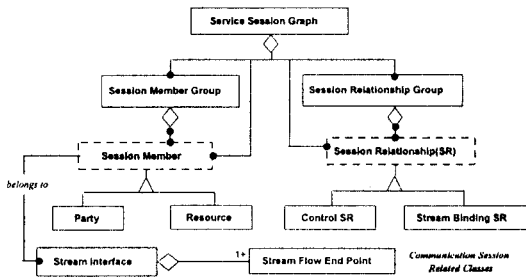 Service Session Graph
Session Member Group
Session Relationship Group
Session Member
Session Relationship(SR)
belongs to
Party
Resource
Control SR
Stream Binding SR
Stream Interface
1+
Stream Flow End Point
Communication Session
Related Classes